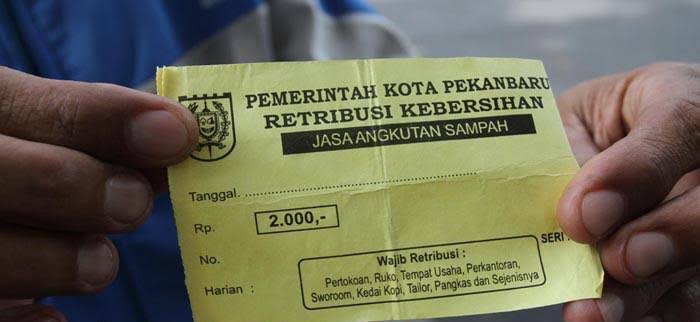 PEMERINTAH KOTA PEKANBARU
RETRIBUSI KEBERSIHAN
JASA ANGKUTAN SAMPAH
Tanggal. ................................................
Rp. 2.000,-
No.
SERI :
Harian :
Wajib Retribusi :
Pertokoan, Ruko, Tempat Usaha, Perkantoran,
Sworoom, Kedai Kopi, Tailor, Pangkas dan Sejenisnya